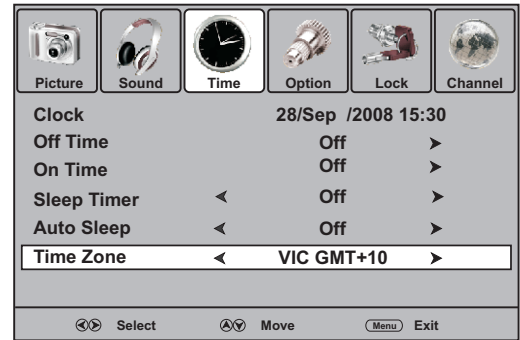 Picture Sound Time Option Lock Channel
Clock 28/Sep /2008 15:30
Off Time Off
On Time Off
Sleep Timer Off
Auto Sleep Off
Time Zone VIC GMT+10
Select Move Menu Exit